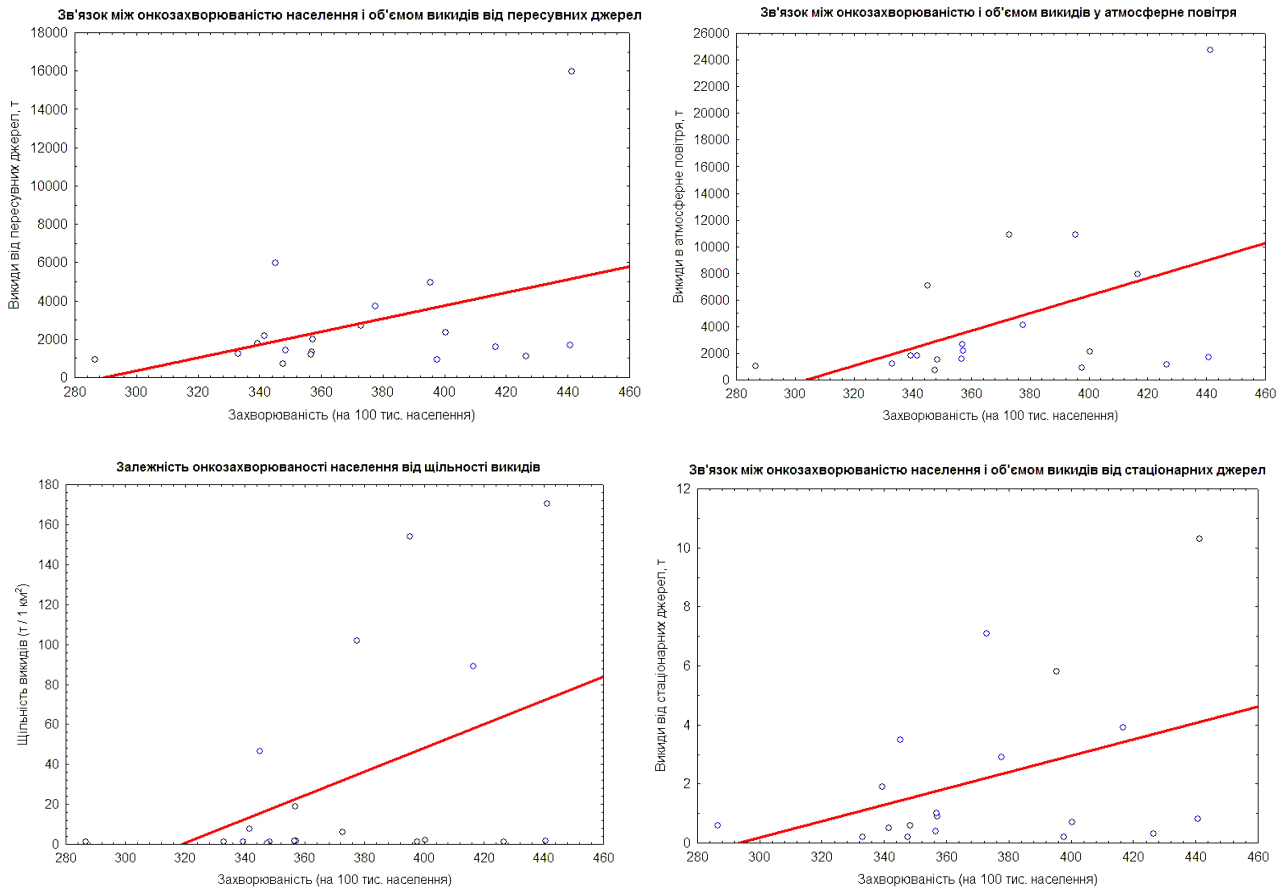 Зв'язок між онкозахворюваністю населення і об'ємом викидів від пересувних джерел
18000
16000
14000
12000
10000
8000
6000
4000
2000
0
Викиди від пересувних джерел, т
280 300 320 340 360 380 400 420 440 460
Захворюваність (на 100 тис. населення)
Зв'язок між онкозахворюваністю і об'ємом викидів у атмосферне повітря
26000
24000
22000
20000
18000
16000
14000
12000
10000
8000
6000
4000
2000
0
Викиди в атмосферне повітря, т
280 300 320 340 360 380 400 420 440 460
Захворюваність (на 100 тис. населення)
Залежність онкозахворюваності населення від щільності викидів
180
160
140
120
100
80
60
40
20
0
Щільність викидів (т / 1 км²)
280 300 320 340 360 380 400 420 440 460
Захворюваність (на 100 тис. населення)
Зв'язок між онкозахворюваністю населення і об'ємом викидів від стаціонарних джерел
12
10
8
6
4
2
0
Викиди від стаціонарних джерел, т
280 300 320 340 360 380 400 420 440 460
Захворюваність (на 100 тис. населення)